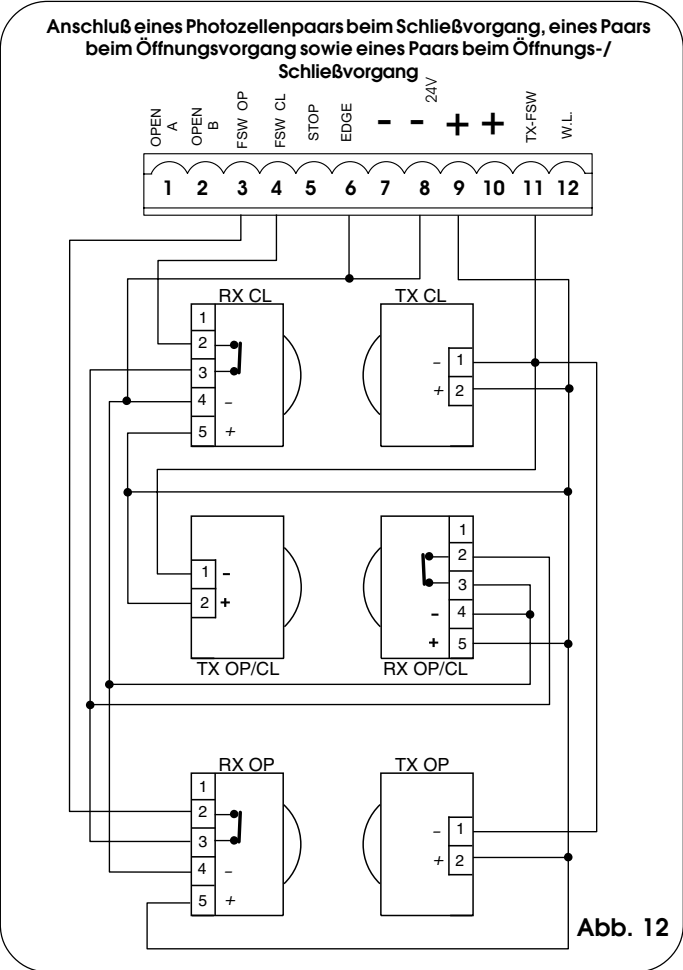 Anschluß eines Photozellenpaars beim Schließvorgang, eines Paars
beim Öffnungsvorgang sowie eines Paars beim Öffnungs-/
Schließvorgang
OPEN A
OPEN B
FSW OP
FSW CL
STOP
EDGE
- - 24V
+ +
TX-FSW
W.L.
1 2 3 4 5 6 7 8 9 10 11 12
RX CL
1
2
3
4 -
5 +
TX CL
- 1
+ 2
1 -
2 +
TX OP/CL
1
2
3
- 4
+ 5
RX OP/CL
RX OP
1
2
3
4 -
5 +
TX OP
- 1
+ 2
Abb. 12